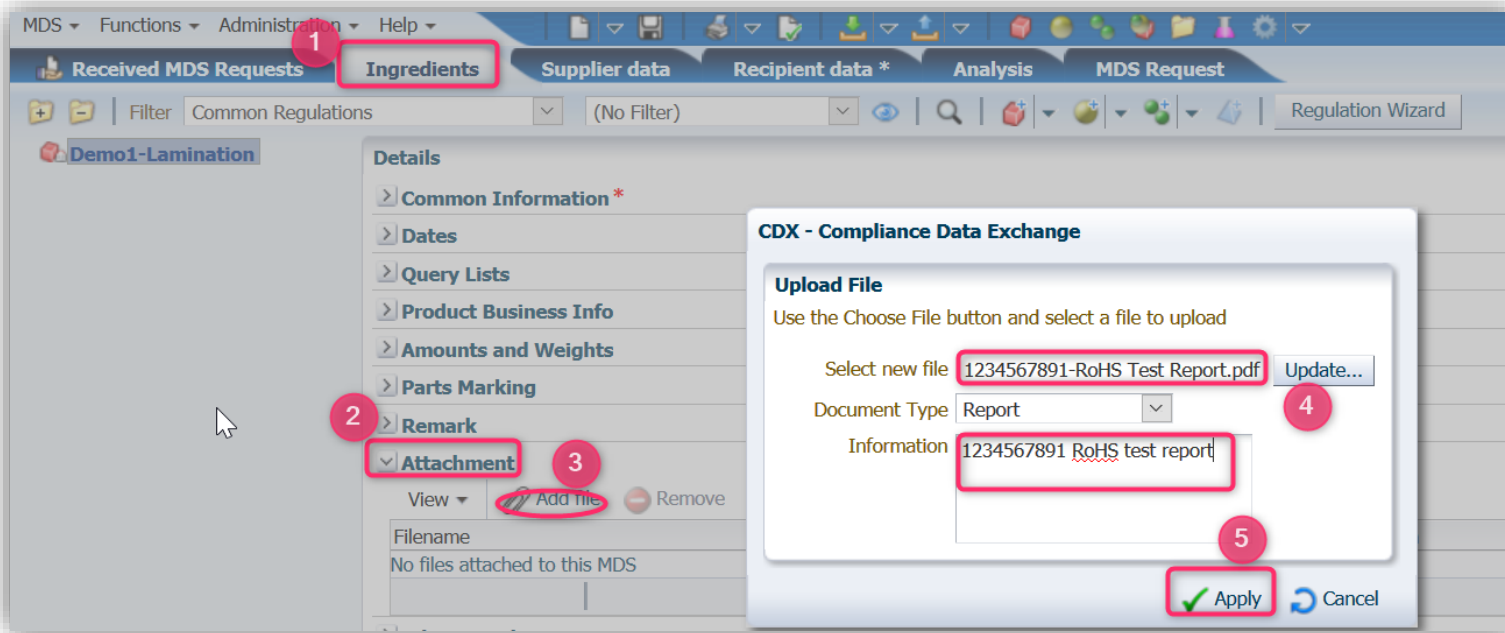 MDS Functions Administration Help
1
Received MDS Requests Ingredients Supplier data Recipient data * Analysis MDS Request
Filter Common Regulations (No Filter) Regulation Wizard
Demo1-Lamination
Details
Common Information *
Dates
Query Lists
Product Business Info
Amounts and Weights
Parts Marking
2
Remark
Attachment
3
View Add file Remove
Filename
No files attached to this MDS
CDX - Compliance Data Exchange
Upload File
Use the Choose File button and select a file to upload
Select new file 1234567891-RoHS Test Report.pdf Update...
4
Document Type Report
Information 1234567891 RoHS test report
5
Apply Cancel